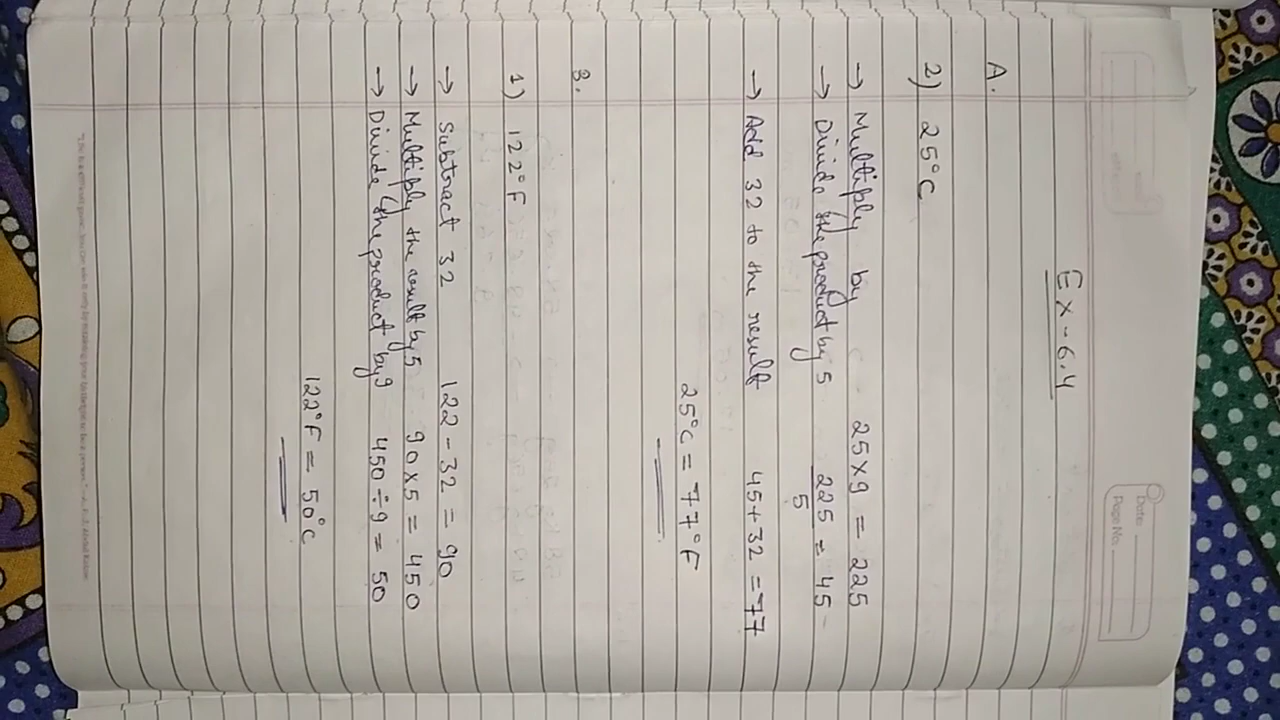 Date:
Page No.
Ex - 6.4
A.
2) 25°C
→ Multiply by 25 x 9 = 225
→ Divide the product by 5 225/5 = 45
→ Add 32 to the result 45 + 32 = 77
25°C = 77°F
B.
1) 122°F
→ Subtract 32 122 - 32 = 90
→ Multiply the result by 5 90 x 5 = 450
→ Divide the product by 9 450 ÷ 9 = 50
122°F = 50°C